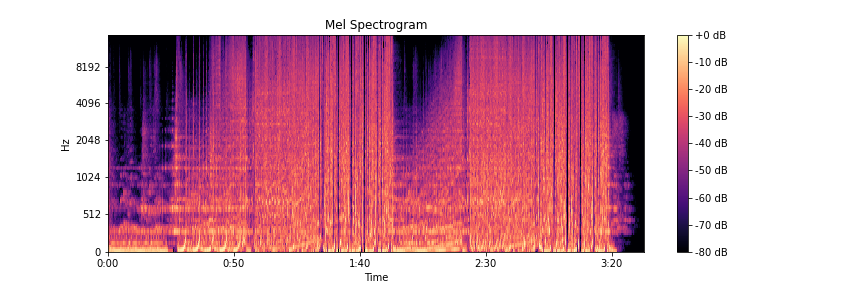 Mel Spectrogram
Hz
8192
4096
2048
1024
512
0
0:00 0:50 1:40 2:30 3:20
Time
+0 dB
-10 dB
-20 dB
-30 dB
-40 dB
-50 dB
-60 dB
-70 dB
-80 dB